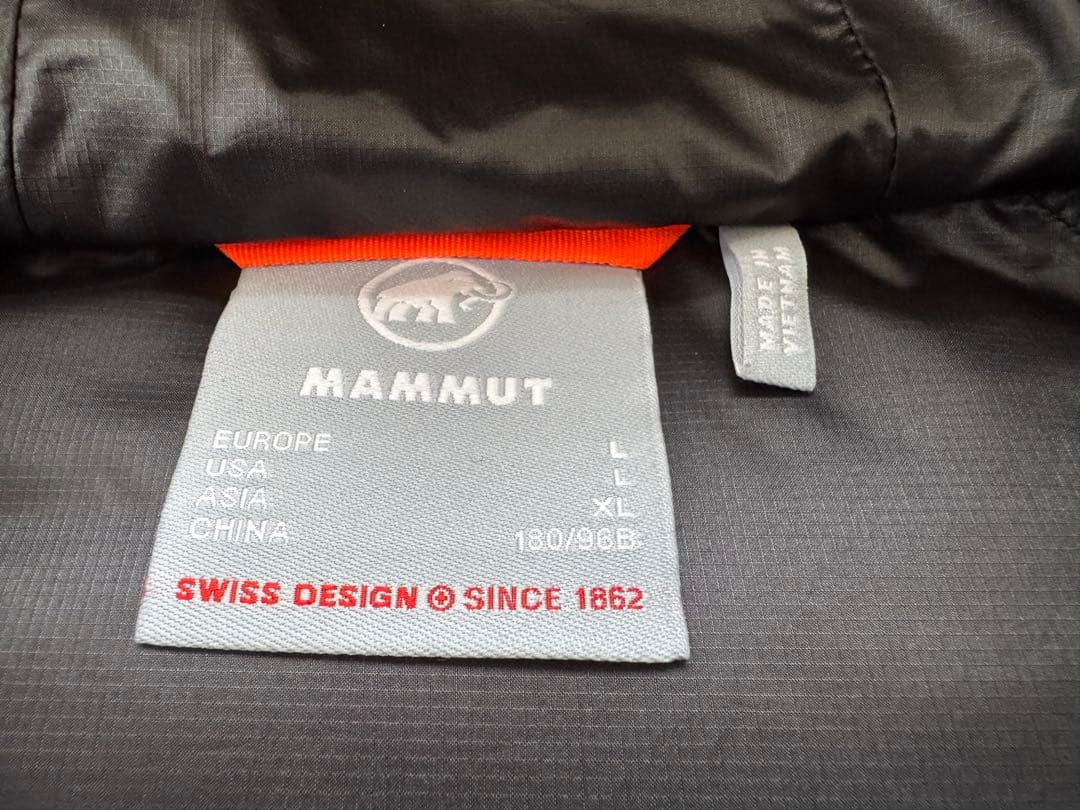 MAMMUT
EUROPE L
USA L
ASIA XL
CHINA 180/96B
SWISS DESIGN SINCE 1862
MADE IN
VIETNAM